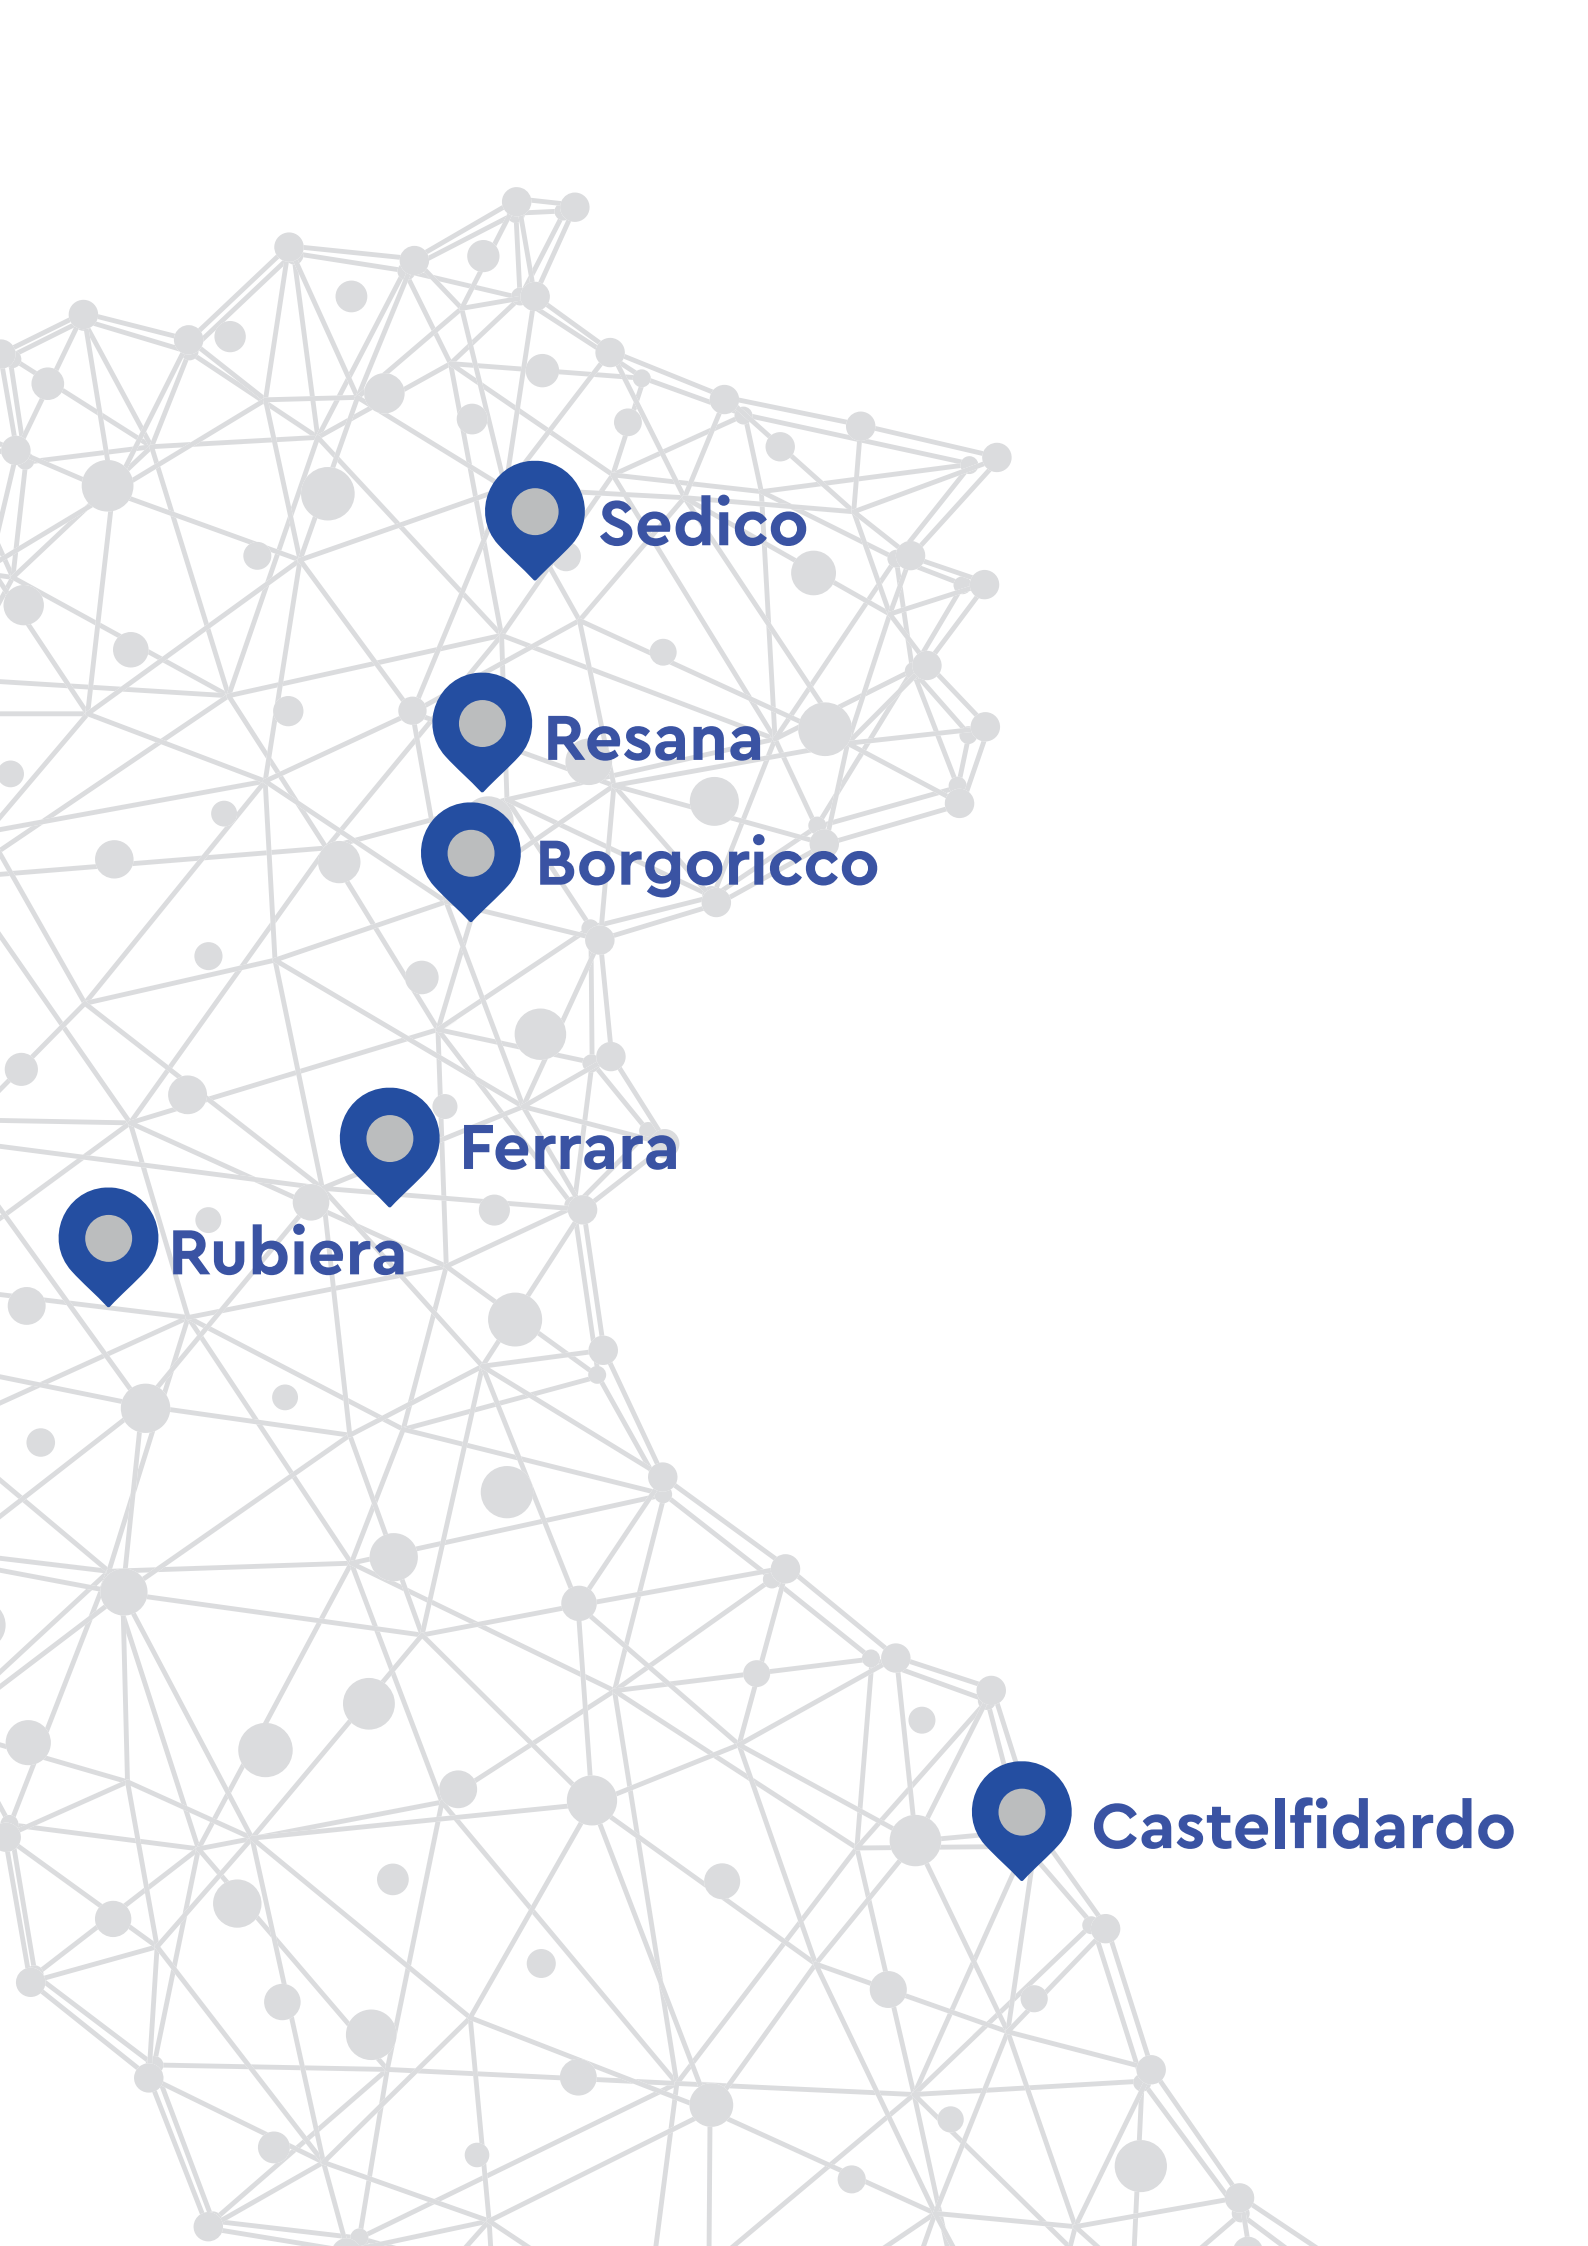 Sedico
Resana
Borgoricco
Ferrara
Rubiera
Castelfidardo